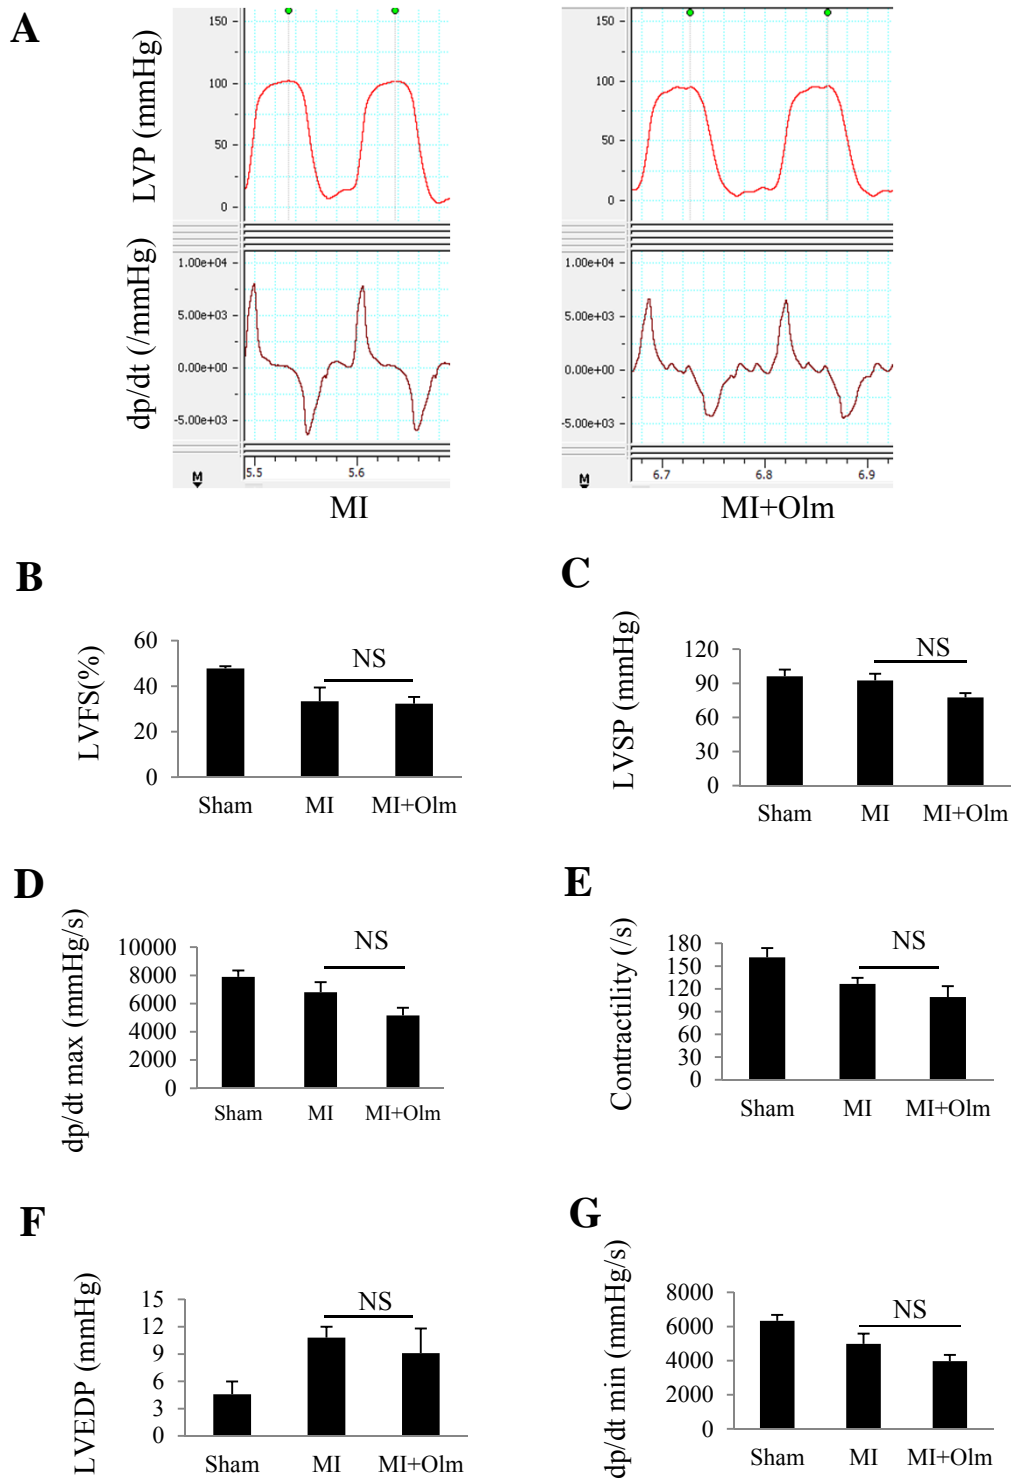 A
LVP (mmHg)
150
100
50
0
150
100
50
0
dp/dt (/mmHg)
1.00e+04
5.00e+03
0.00e+00
-5.00e+03
1.00e+04
5.00e+03
0.00e+00
-5.00e+03
M
5.5
5.6
M
6.7
6.8
6.9
MI
MI+Olm
B
LVFS(%)
60
40
20
0
NS
Sham MI MI+Olm
C
LVSP (mmHg)
120
90
60
30
0
NS
Sham MI MI+Olm
D
dp/dt max (mmHg/s)
10000
8000
6000
4000
2000
0
NS
Sham MI MI+Olm
E
Contractility (/s)
180
150
120
90
60
30
0
NS
Sham MI MI+Olm
F
LVEDP (mmHg)
15
12
9
6
3
0
NS
Sham MI MI+Olm
G
dp/dt min (mmHg/s)
8000
6000
4000
2000
0
NS
Sham MI MI+Olm